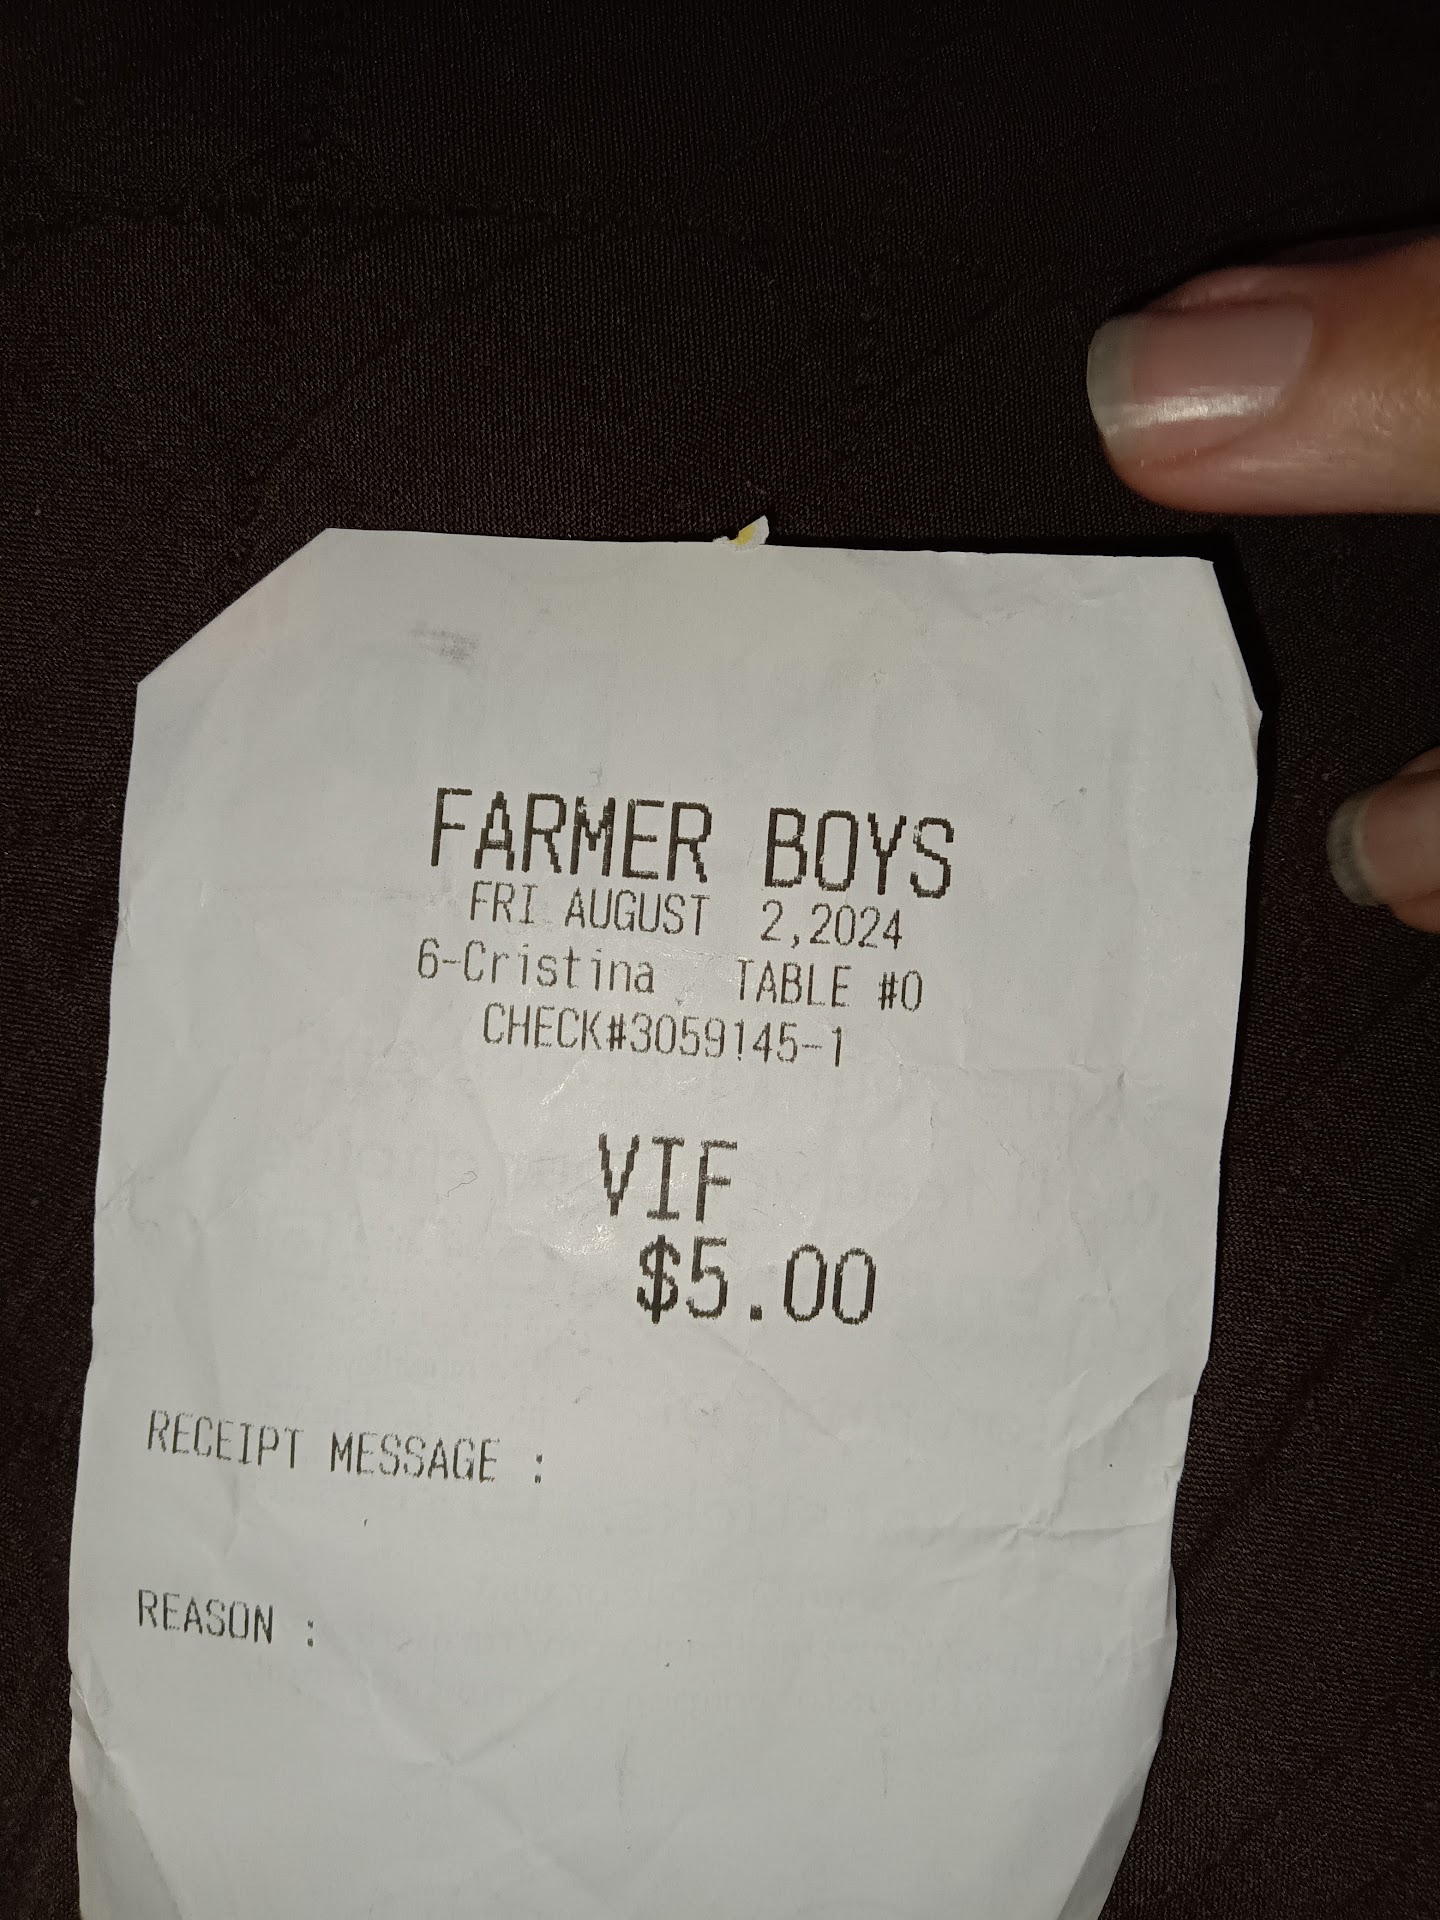 FARMER BOYS
FRI AUGUST 2,2024
6-Cristina TABLE #0
CHECK#3059145-1
VIF
$5.00
RECEIPT MESSAGE :
REASON :